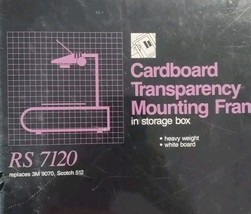 Cardboard
Transparency
Mounting Fram
in storage box
• heavy weight
• white board
RS 7120
replaces 3M 9070, Scotch 512